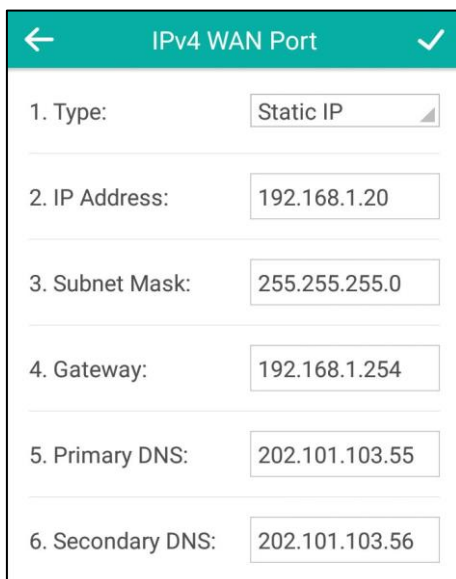 IPv4 WAN Port
1. Type: Static IP
2. IP Address: 192.168.1.20
3. Subnet Mask: 255.255.255.0
4. Gateway: 192.168.1.254
5. Primary DNS: 202.101.103.55
6. Secondary DNS: 202.101.103.56